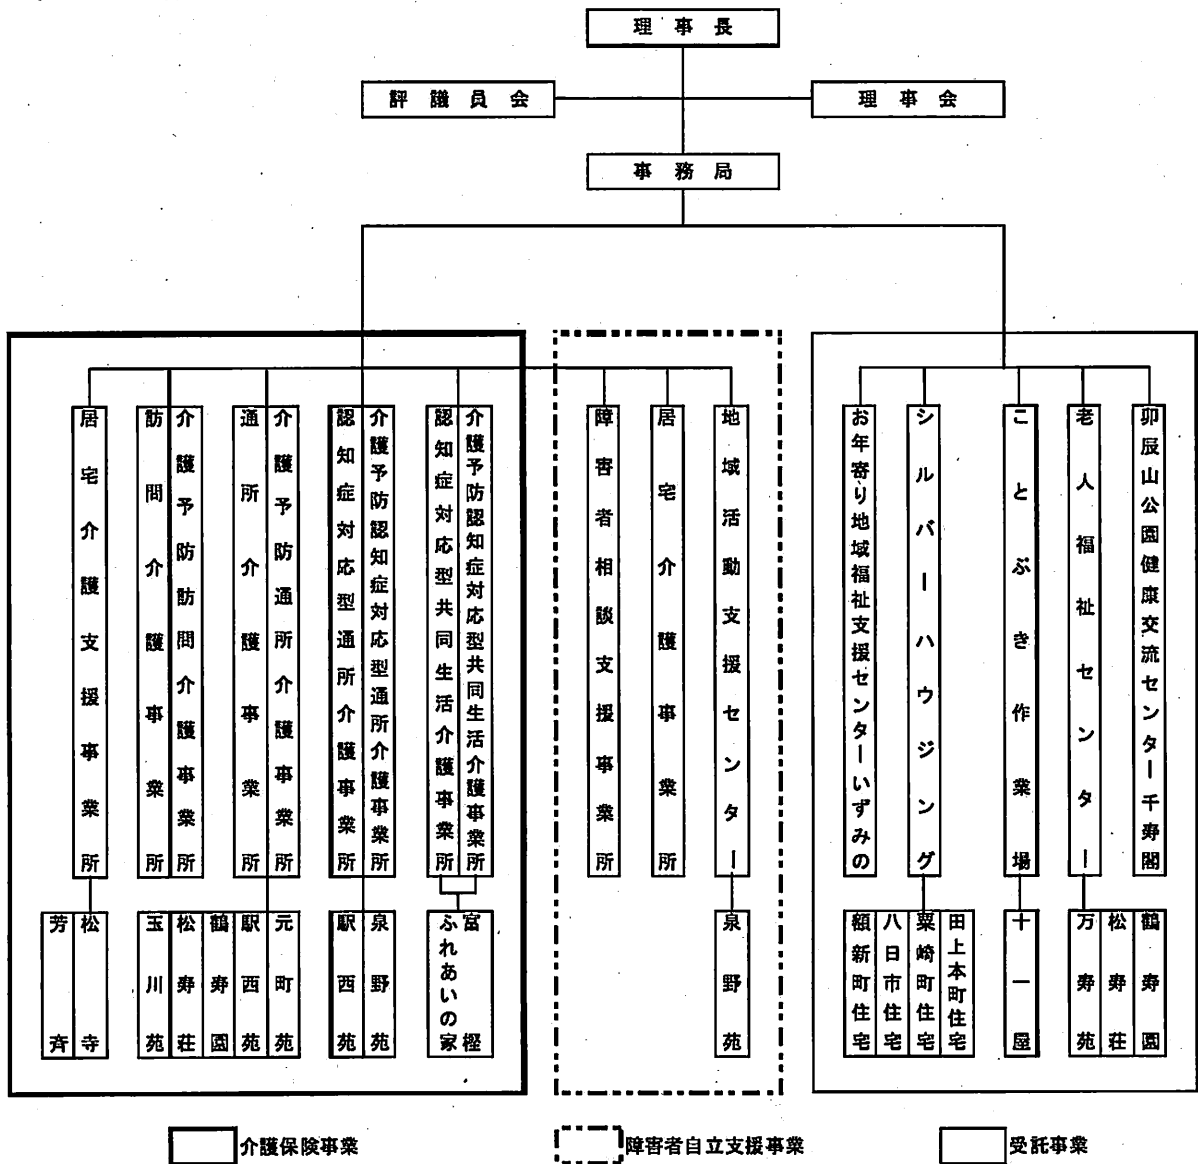 理事長
評議員会
理事会
事務局
居宅介護支援事業所
訪問介護事業所
介護予防訪問介護事業所
通所介護事業所
介護予防通所介護事業所
認知症対応型通所介護事業所
介護予防認知症対応型通所介護事業所
認知症対応型共同生活介護事業所
介護予防認知症対応型共同生活介護事業所
障害者相談支援事業所
居宅介護事業所
地域活動支援センター
お年寄り地域福祉支援センターいずみの
シルバーハウジング
ことぶき作業場
老人福祉センター
卯辰山公園健康交流センター千寿閣
芳斉
松寺
玉川苑
松寿荘
鶴寿園
駅西苑
元町苑
駅西苑
泉野苑
富樫
ふれあいの家
泉野苑
額新町住宅
八日市住宅
粟崎町住宅
田上本町住宅
十一屋
万寿苑
松寿荘
鶴寿園
介護保険事業
障害者自立支援事業
受託事業